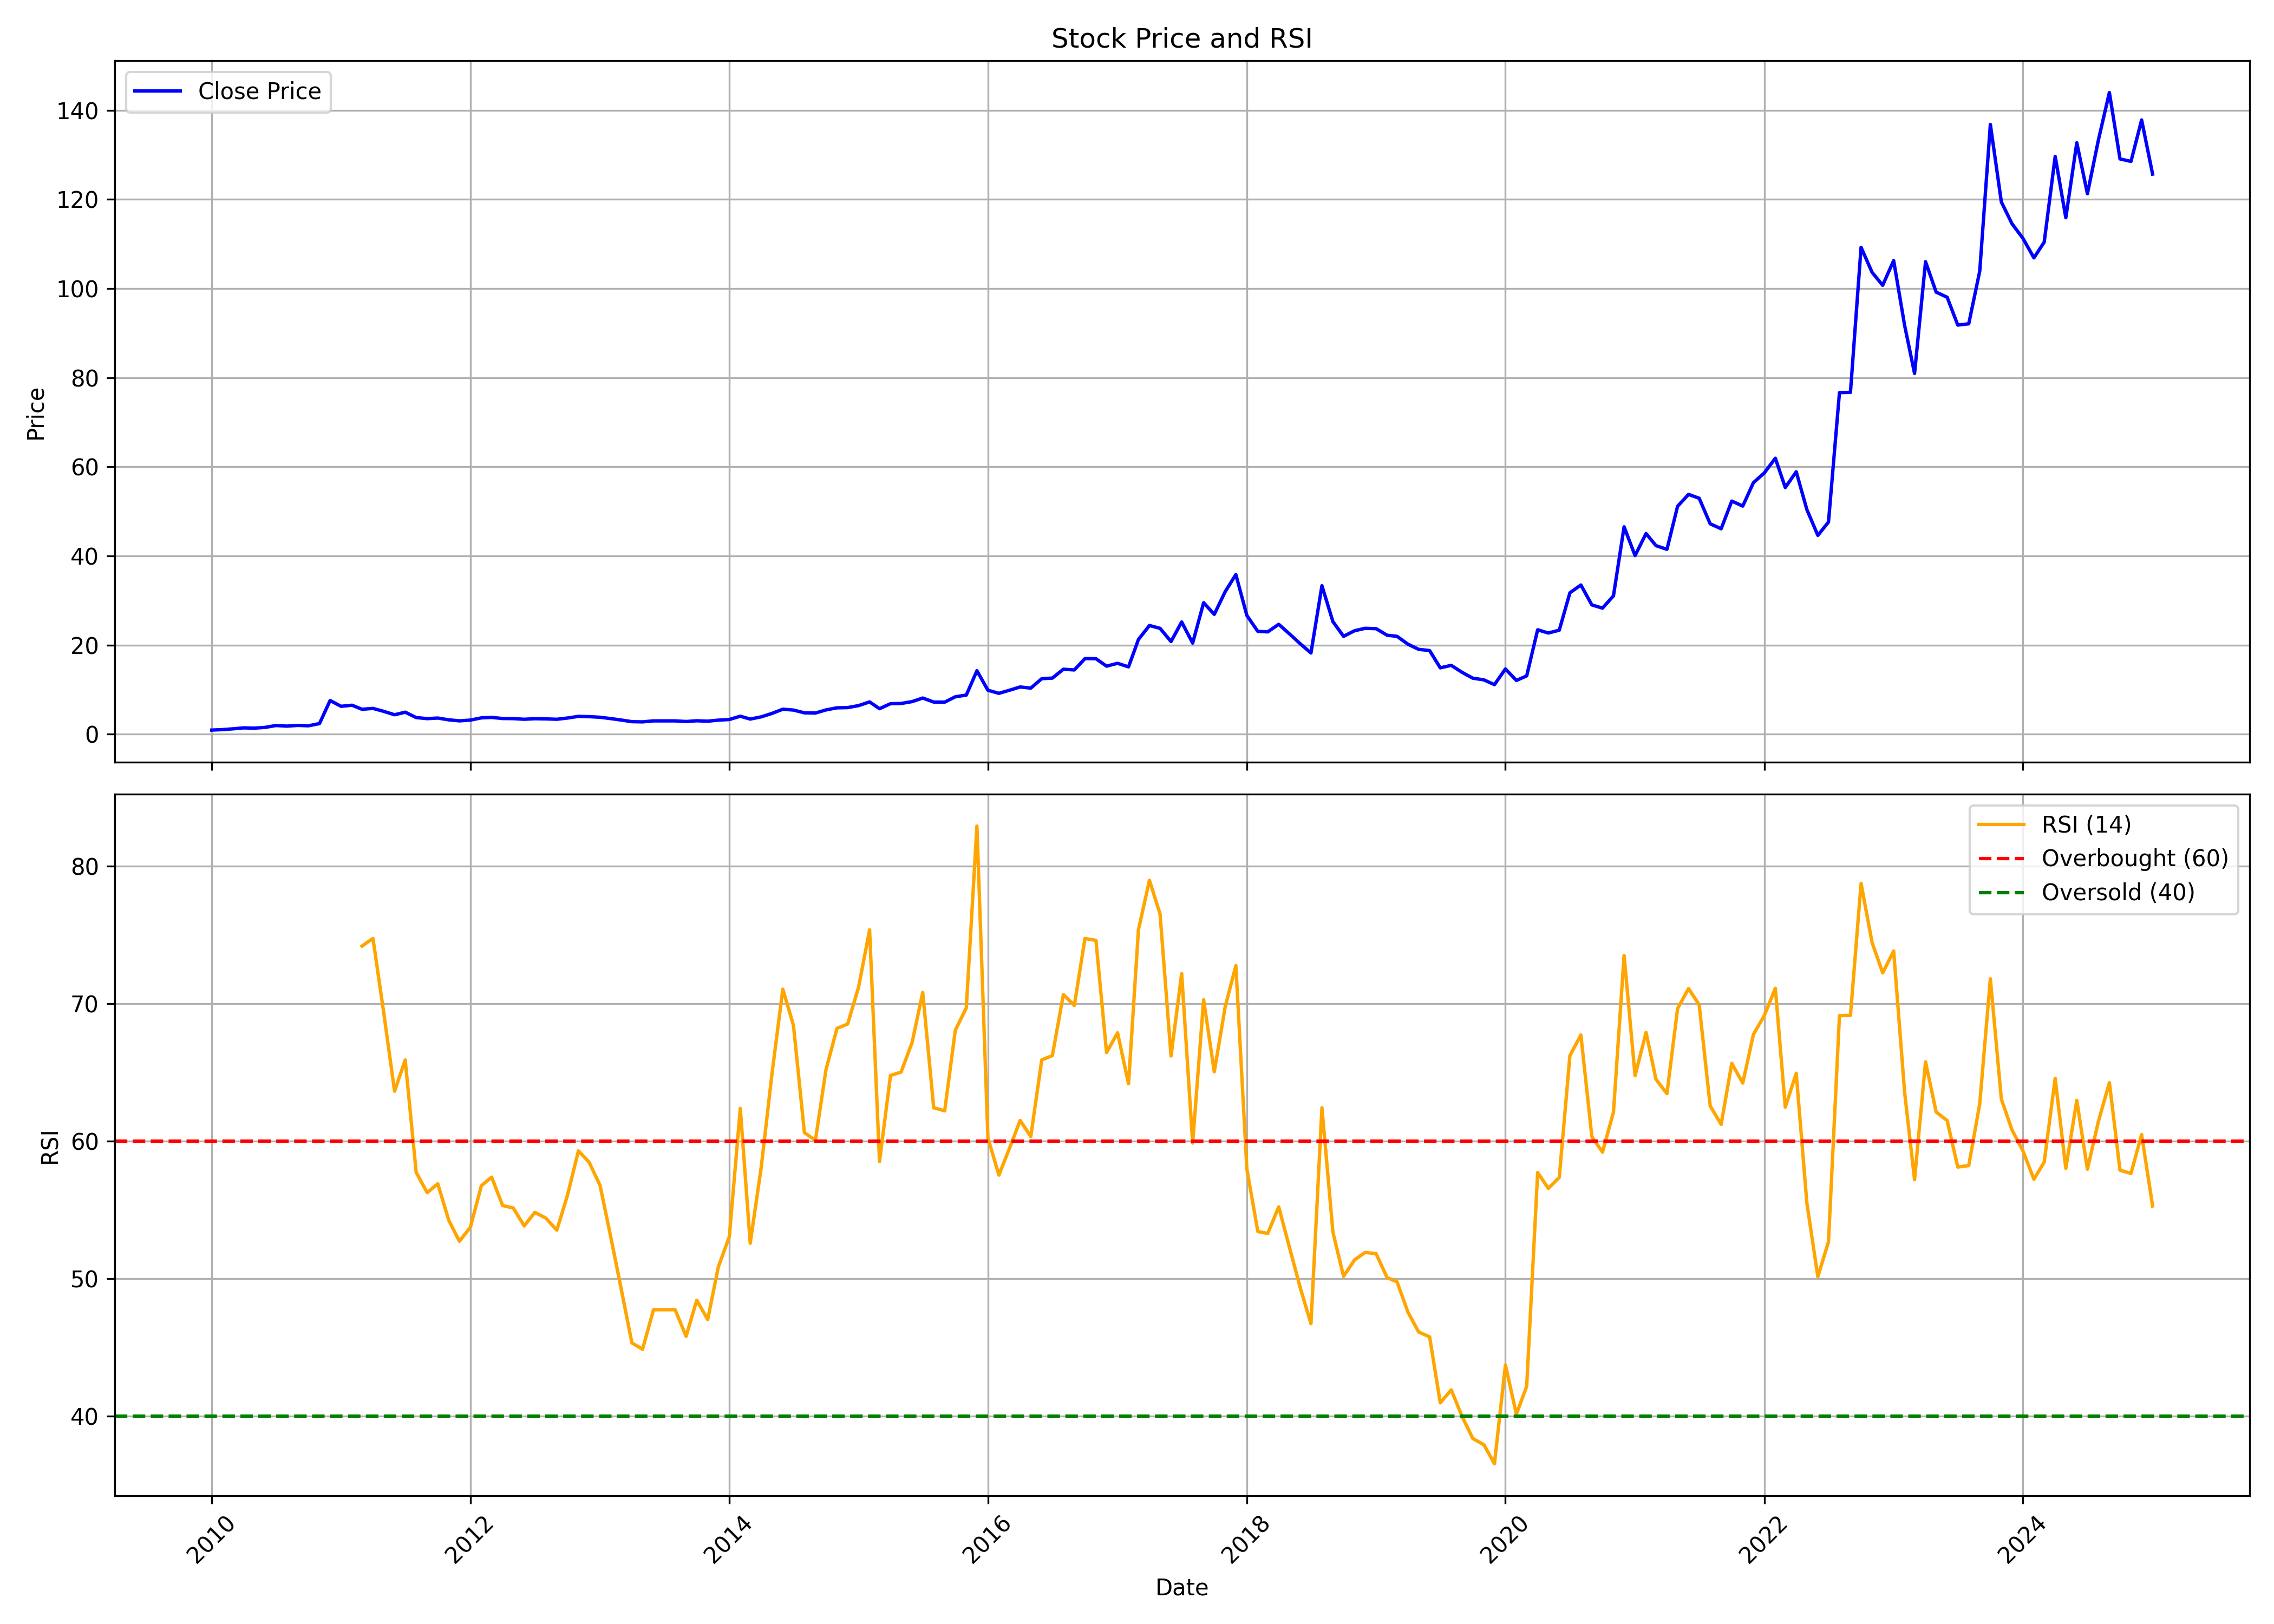 Stock Price and RSI
Close Price
140
120
100
80
60
40
20
0
Price
RSI (14)
Overbought (60)
Oversold (40)
80
70
60
50
40
RSI
2010
2012
2014
2016
2018
2020
2022
2024
Date